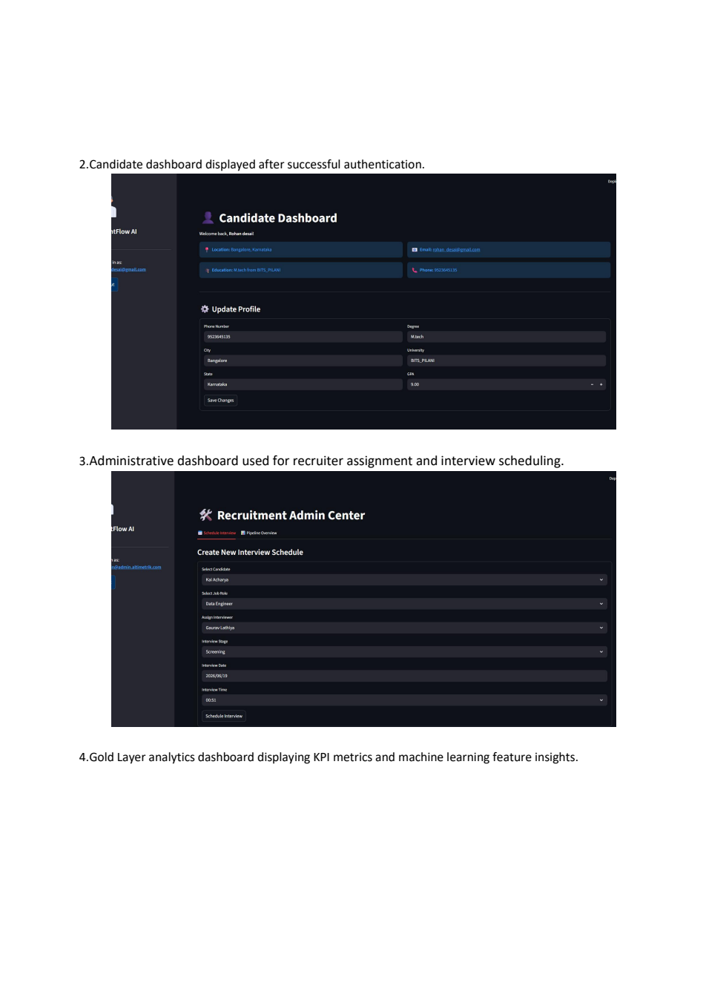 2.Candidate dashboard displayed after successful authentication.
Depl
ntFlow AI
in as:
desai@gmail.com
ut
Candidate Dashboard
Welcome back, Rohan desai!
Location: Bangalore, Karnataka
Email: rohan_desai@gmail.com
Education: M.tech from BITS_PILANI
Phone: 9523645135
Update Profile
Phone Number
Degree
9523645135
M.tech
City
University
Bangalore
BITS_PILANI
State
GPA
Karnataka
9.00
- +
Save Changes
3.Administrative dashboard used for recruiter assignment and interview scheduling.
Dep
tFlow AI
n as:
n@admin.altimetrik.com
Recruitment Admin Center
Schedule Interview Pipeline Overview
Create New Interview Schedule
Select Candidate
Kai Acharya
Select Job Role
Data Engineer
Assign Interviewer
Gaurav Lathiya
Interview Stage
Screening
Interview Date
2026/06/19
Interview Time
00:51
Schedule Interview
4.Gold Layer analytics dashboard displaying KPI metrics and machine learning feature insights.